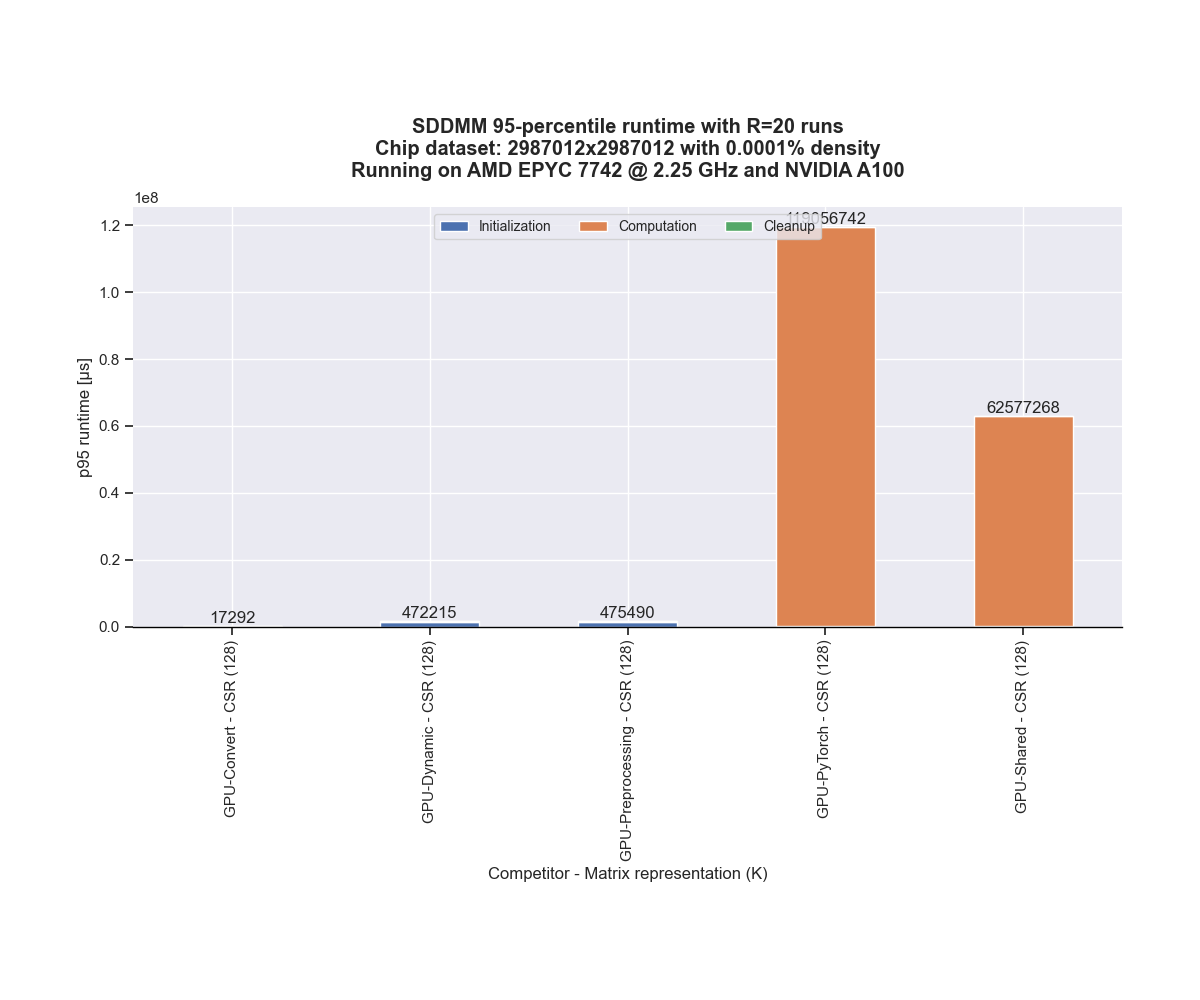 SDDMM 95-percentile runtime with R=20 runs
Chip dataset: 2987012x2987012 with 0.0001% density
Running on AMD EPYC 7742 @ 2.25 GHz and NVIDIA A100
1e8
Initialization
Computation
Cleanup
119056742
1.2
1.0
0.8
0.6
0.4
0.2
0.0
p95 runtime [µs]
17292
472215
475490
62577268
GPU-Convert - CSR (128)
GPU-Dynamic - CSR (128)
GPU-Preprocessing - CSR (128)
GPU-PyTorch - CSR (128)
GPU-Shared - CSR (128)
Competitor - Matrix representation (K)